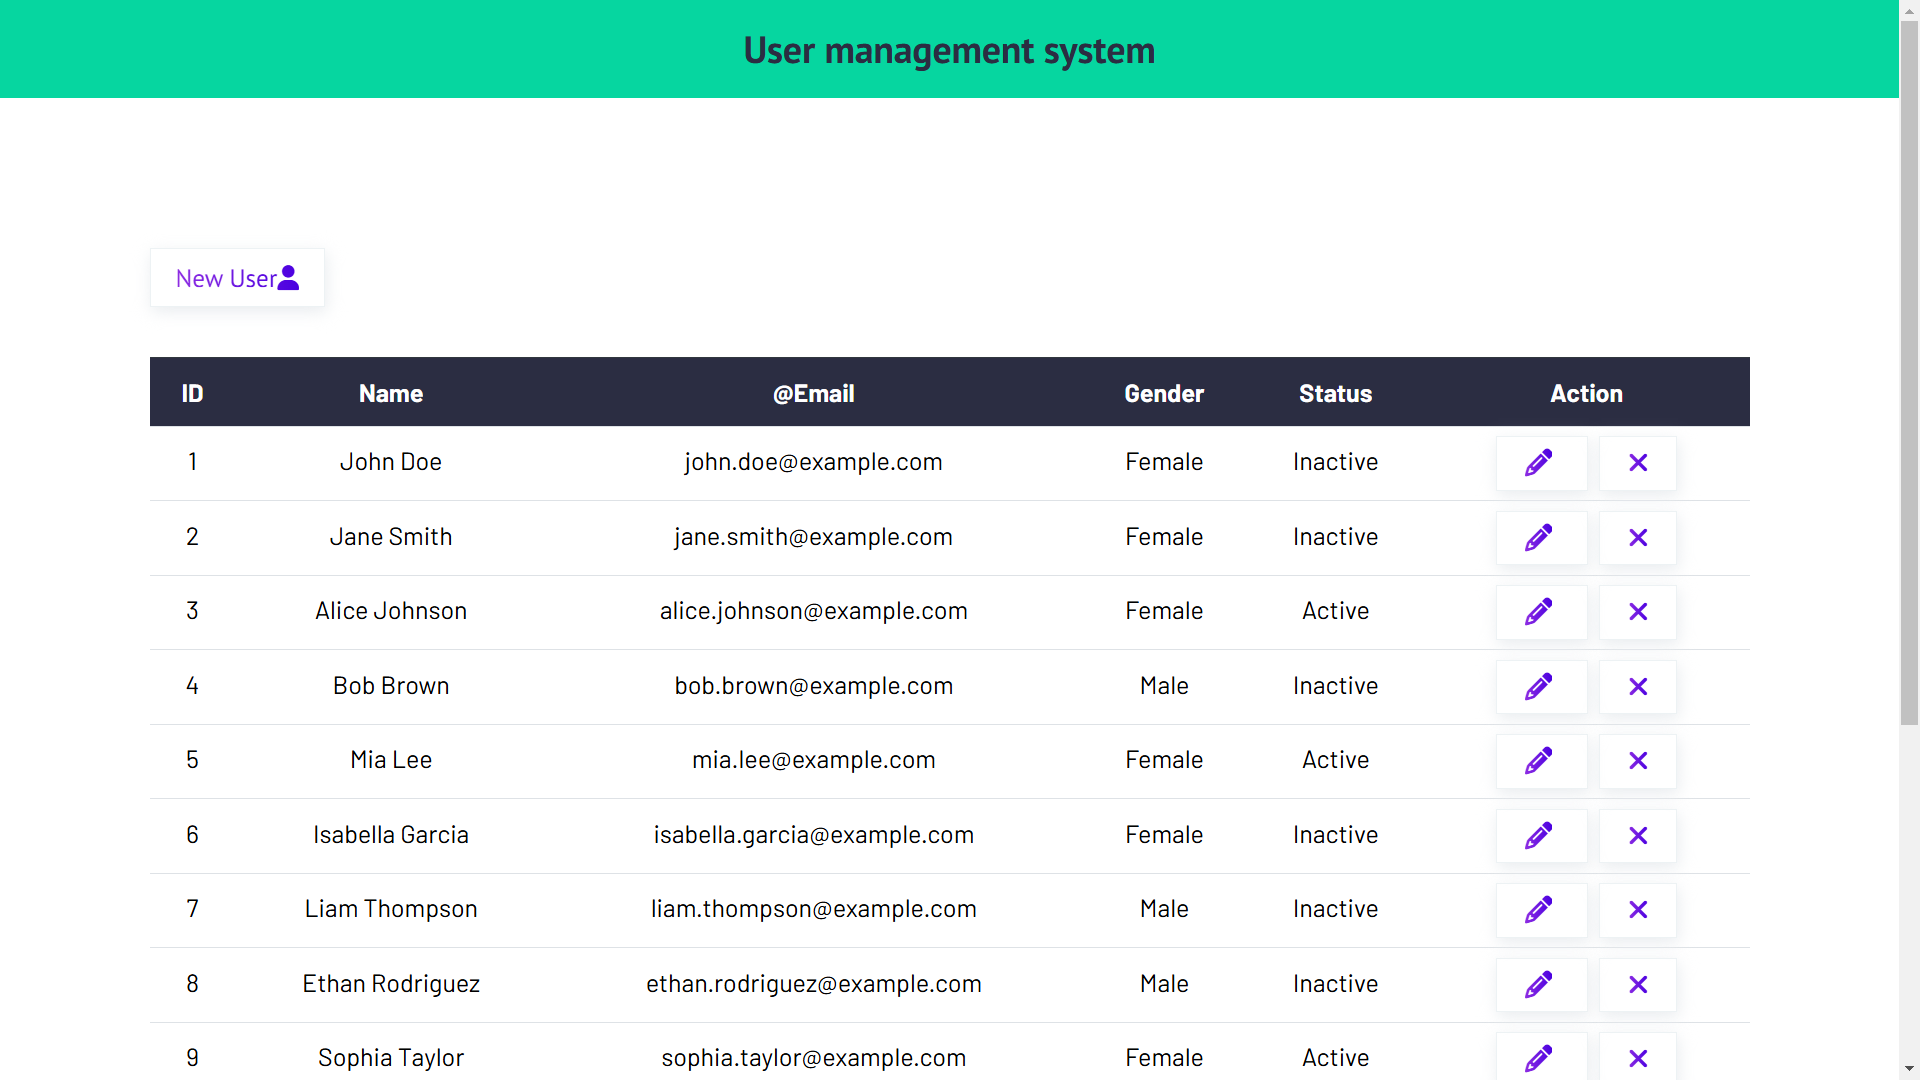 User management system
New User
ID Name @Email Gender Status Action
1 John Doe john.doe@example.com Female Inactive
2 Jane Smith jane.smith@example.com Female Inactive
3 Alice Johnson alice.johnson@example.com Female Active
4 Bob Brown bob.brown@example.com Male Inactive
5 Mia Lee mia.lee@example.com Female Active
6 Isabella Garcia isabella.garcia@example.com Female Inactive
7 Liam Thompson liam.thompson@example.com Male Inactive
8 Ethan Rodriguez ethan.rodriguez@example.com Male Inactive
9 Sophia Taylor sophia.taylor@example.com Female Active